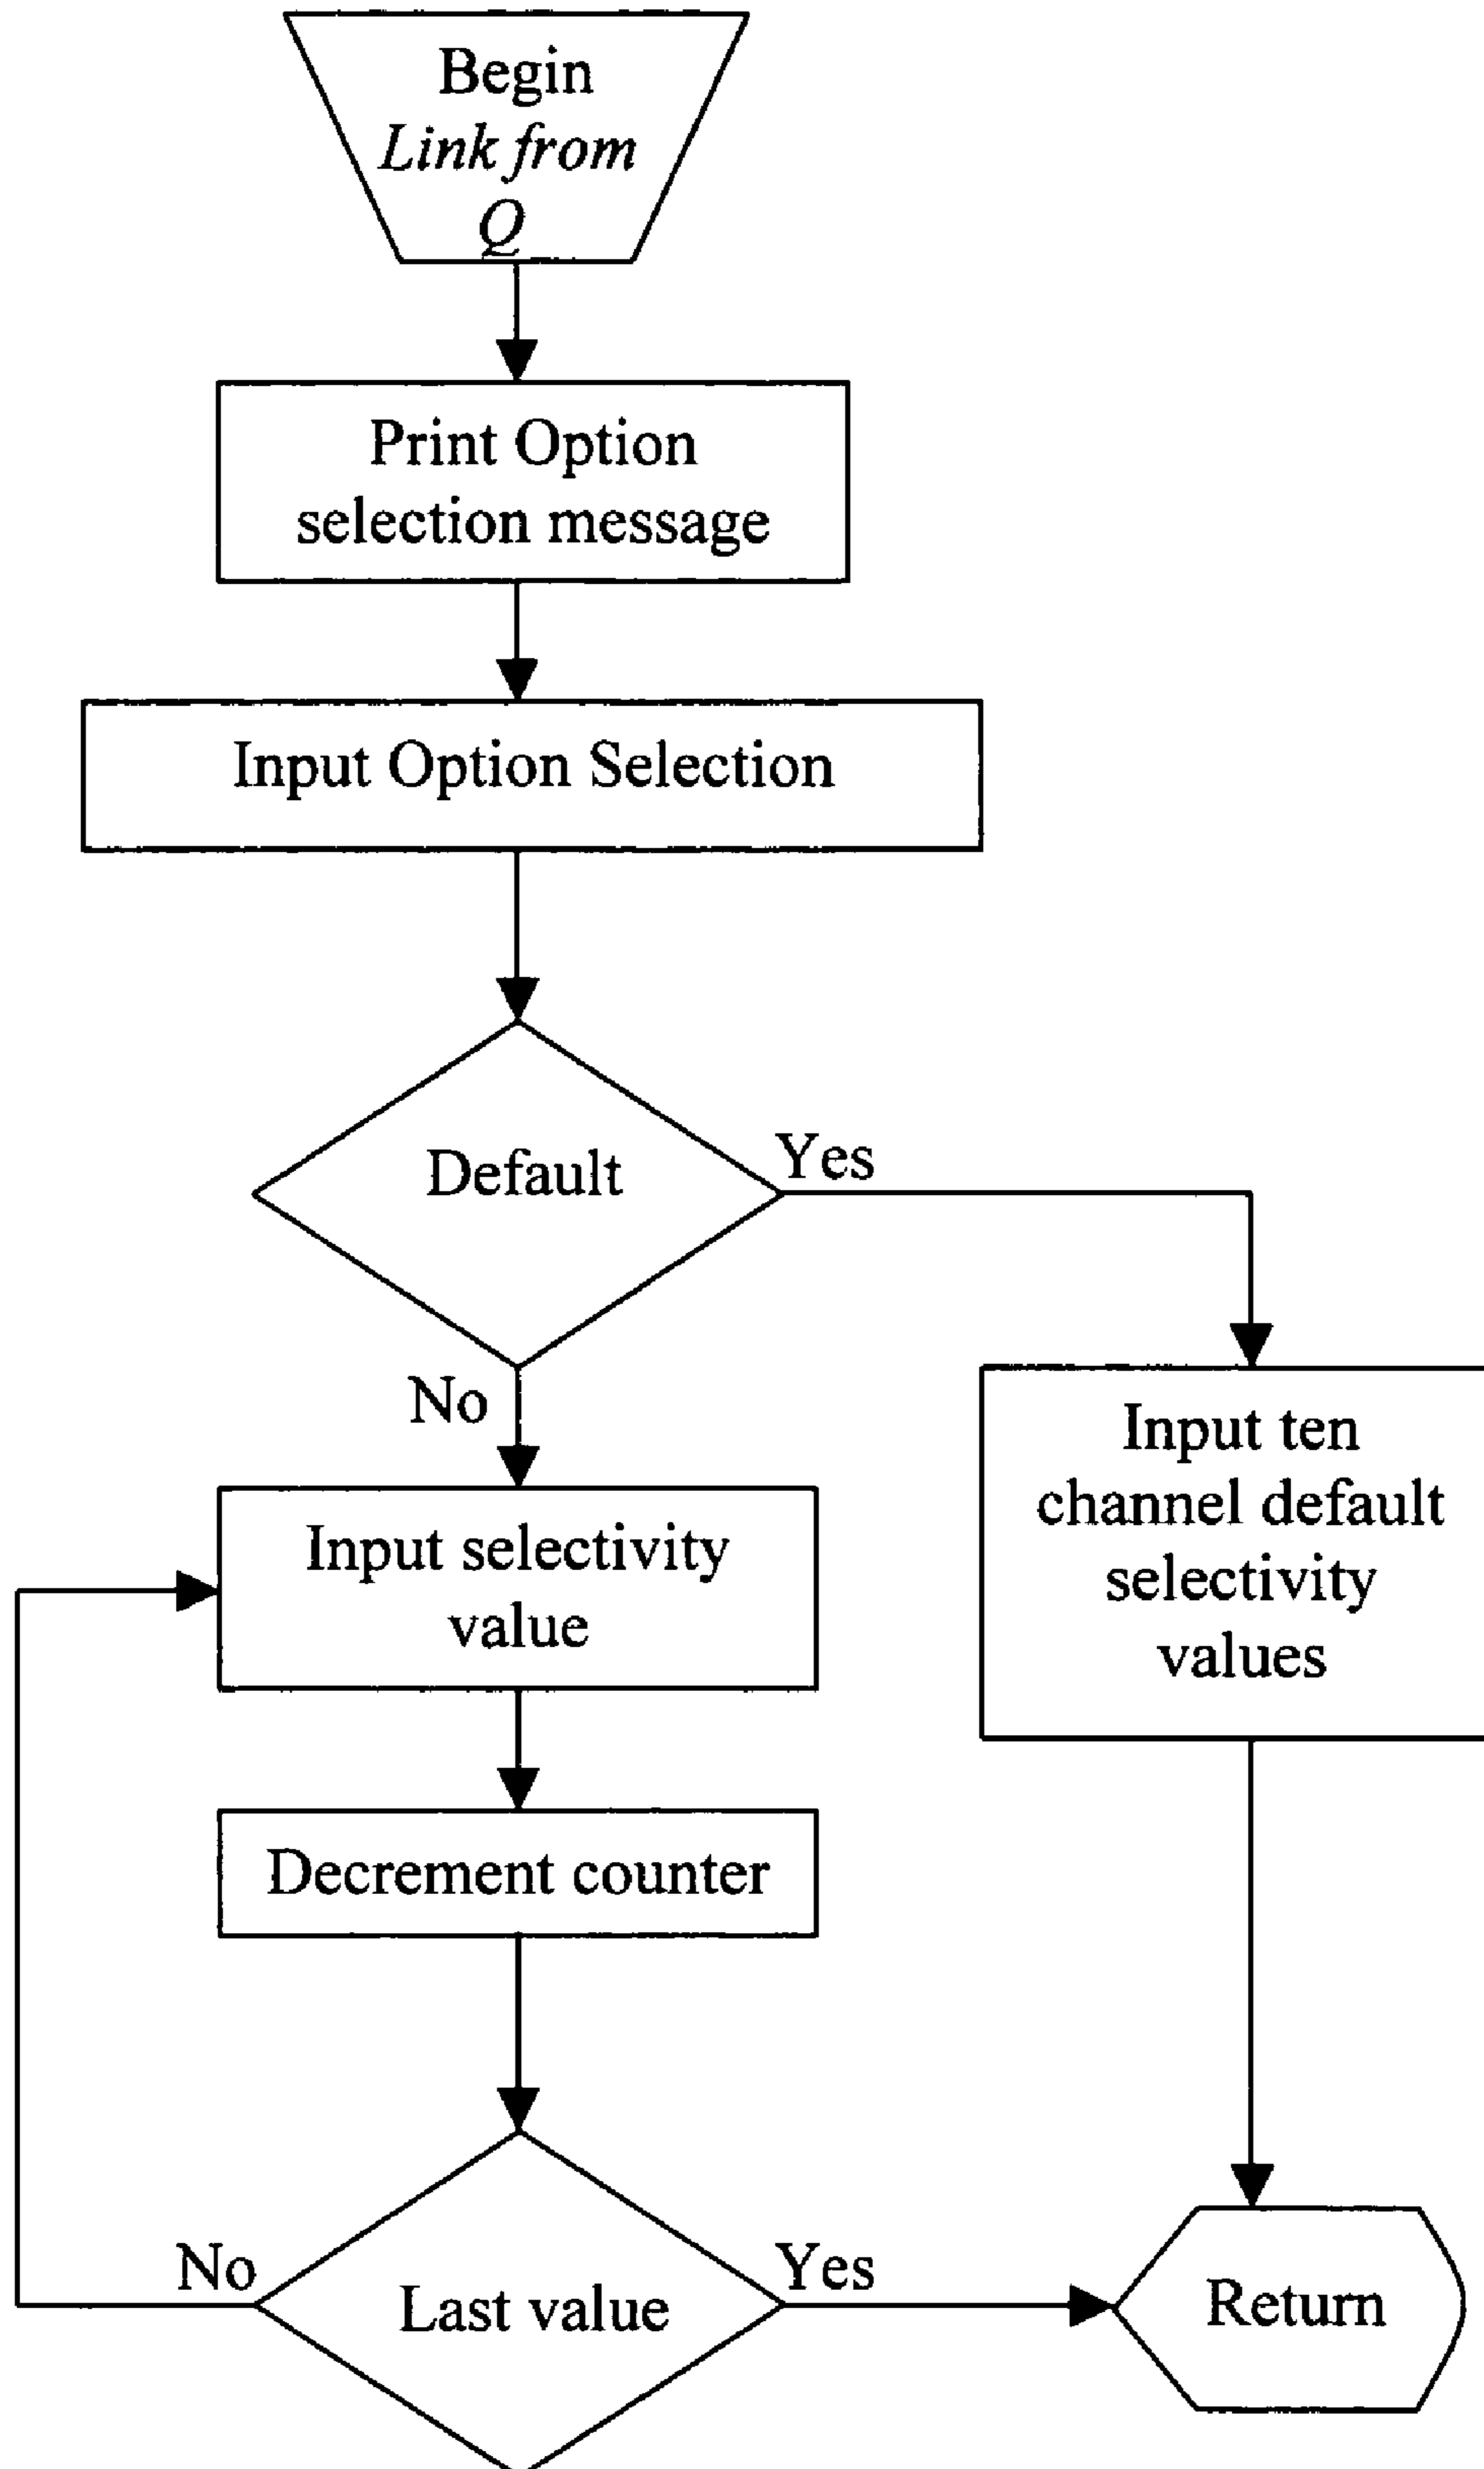 Begin
Link from
Q
Print Option
selection message
Input Option Selection
Default
Yes
No
Input ten
channel default
selectivity
values
Input selectivity
value
Decrement counter
No
Last value
Yes
Return